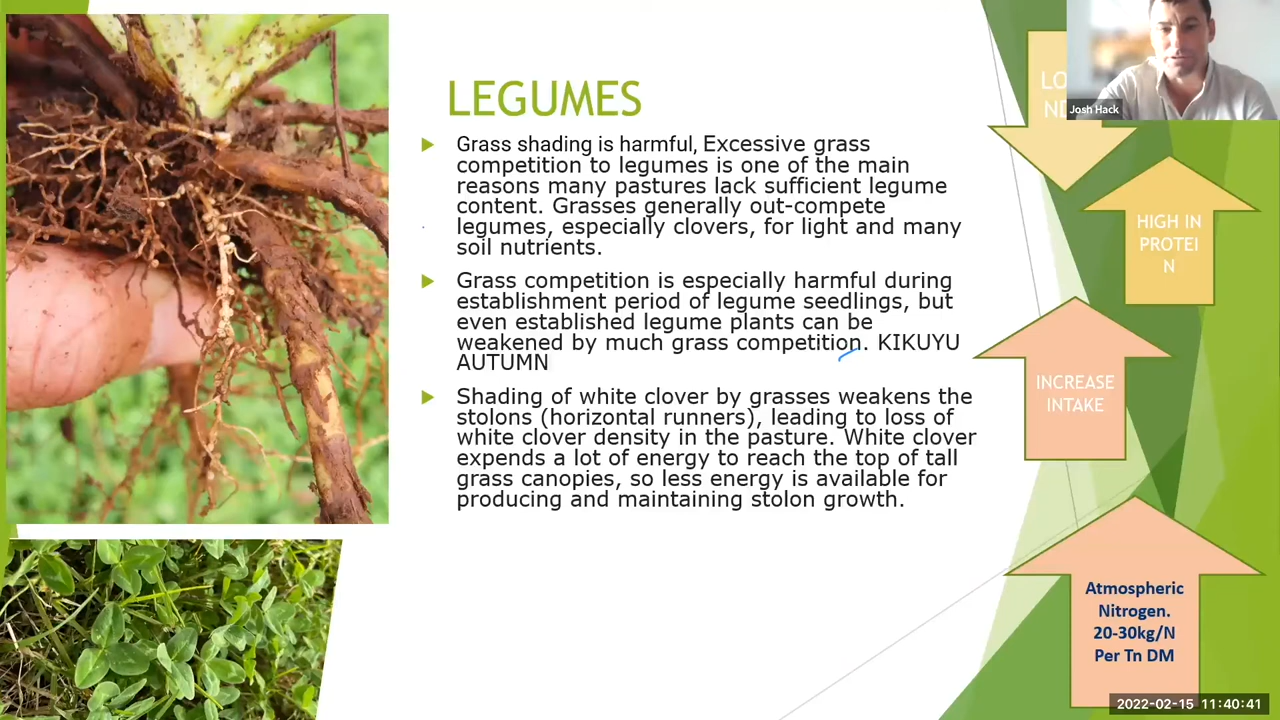 LEGUMES
Grass shading is harmful, Excessive grass
competition to legumes is one of the main
reasons many pastures lack sufficient legume
content. Grasses generally out-compete
legumes, especially clovers, for light and many
soil nutrients.
Grass competition is especially harmful during
establishment period of legume seedlings, but
even established legume plants can be
weakened by much grass competition. KIKUYU
AUTUMN
Shading of white clover by grasses weakens the
stolons (horizontal runners), leading to loss of
white clover density in the pasture. White clover
expends a lot of energy to reach the top of tall
grass canopies, so less energy is available for
producing and maintaining stolon growth.
Josh Hack
HIGH IN
PROTEI
N
INCREASE
INTAKE
Atmospheric
Nitrogen.
20-30kg/N
Per Tn DM
2022-02-15 11:40:41